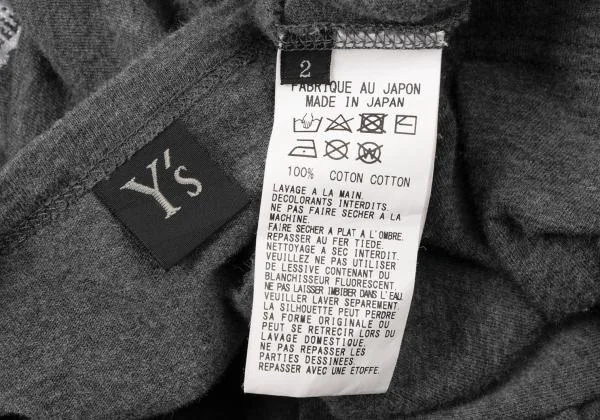 Y's
2
FABRIQUE AU JAPON
MADE IN JAPAN
100% COTON COTTON
LAVAGE A LA MAIN.
DECOLORANTS INTERDITS.
NE PAS FAIRE SECHER A LA
MACHINE.
FAIRE SECHER A PLAT A L'OMBRE.
REPASSER AU FER TIEDE.
NETTOYAGE A SEC INTERDIT.
VEUILLEZ NE PAS UTILISER
DE LESSIVE CONTENANT DU
BLANCHISSEUR FLUORESCENT.
NE PAS LAISSER IMBIBER DANS L'EAU.
VEUILLER LAVER SEPAREMENT.
LA SILHOUETTE PEUT PERDRE
SA FORME ORIGINALE OU
PEUT SE RETRECIR LORS DU
LAVAGE DOMESTIQUE.
NE PAS REPASSER LES
PARTIES DESSINEES.
REPASSER AVEC UNE ETOFFE.